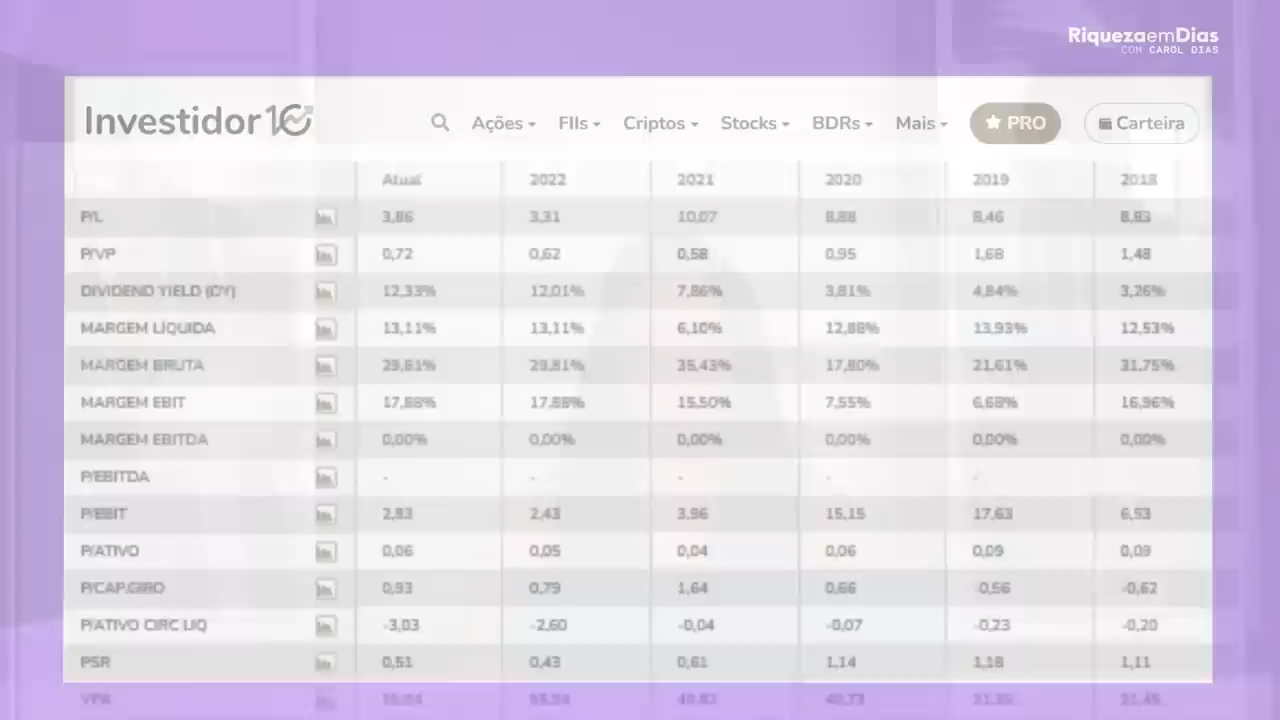 RiquezaemDias
COM CAROL DIAS
Investidor10
Ações FIIs Criptos Stocks BDRs Mais PRO Carteira
Atual 2022 2021 2020 2019 2018
P/L 3,86 3,31 10,07 8,88 8,46 8,83
P/VP 0,72 0,62 0,58 0,95 1,68 1,48
DIVIDEND YIELD (DY) 12,33% 12,01% 7,86% 3,81% 4,84% 3,26%
MARGEM LÍQUIDA 13,11% 13,11% 6,10% 12,88% 13,93% 12,53%
MARGEM BRUTA 29,81% 29,81% 35,43% 17,80% 21,61% 31,75%
MARGEM EBIT 17,88% 17,88% 15,50% 7,55% 6,68% 16,96%
MARGEM EBITDA 0,00% 0,00% 0,00% 0,00% 0,00% 0,00%
P/EBITDA - - - - -
P/EBIT 2,83 2,43 3,96 15,15 17,63 6,53
P/ATIVO 0,06 0,05 0,04 0,06 0,09 0,09
P/CAP.GIRO 0,93 0,79 1,64 0,66 -0,56 -0,62
P/ATIVO CIRC LIQ -3,03 -2,60 -0,04 -0,07 -0,23 -0,20
PSR 0,51 0,43 0,61 1,14 1,18 1,11
VPA